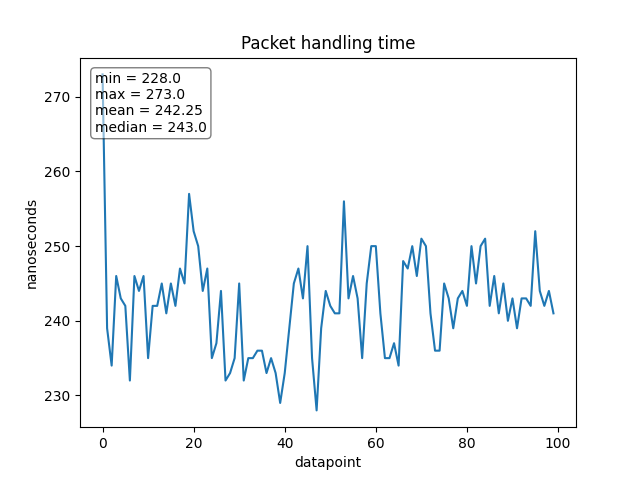 Packet handling time
min = 228.0
max = 273.0
mean = 242.25
median = 243.0
nanoseconds
270
260
250
240
230
0 20 40 60 80 100
datapoint